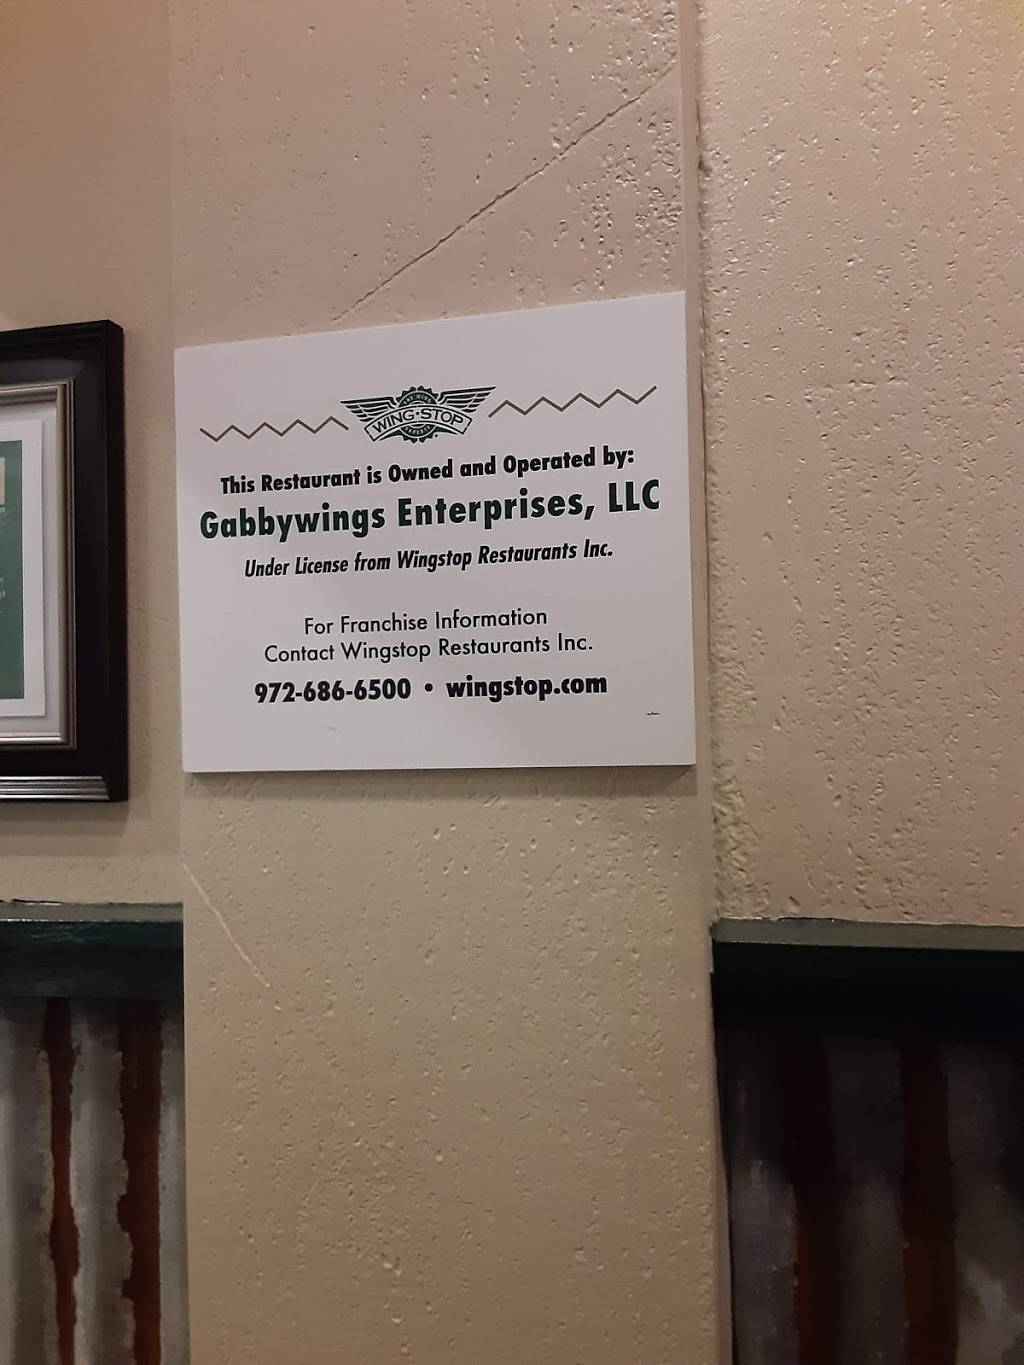 WING·STOP
This Restaurant is Owned and Operated by:
Gabbywings Enterprises, LLC
Under License from Wingstop Restaurants Inc.
For Franchise Information
Contact Wingstop Restaurants Inc.
972-686-6500 • wingstop.com